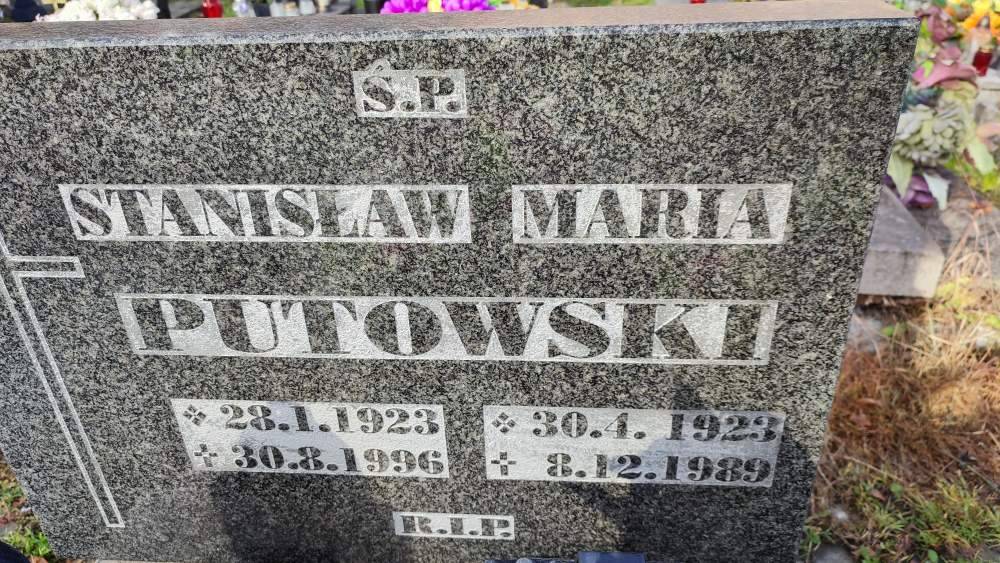 Ś.P.
STANISŁAW MARIA
PUTOWSKI
28.1.1923 30.4.1923
30.8.1996 8.12.1989
R.I.P.